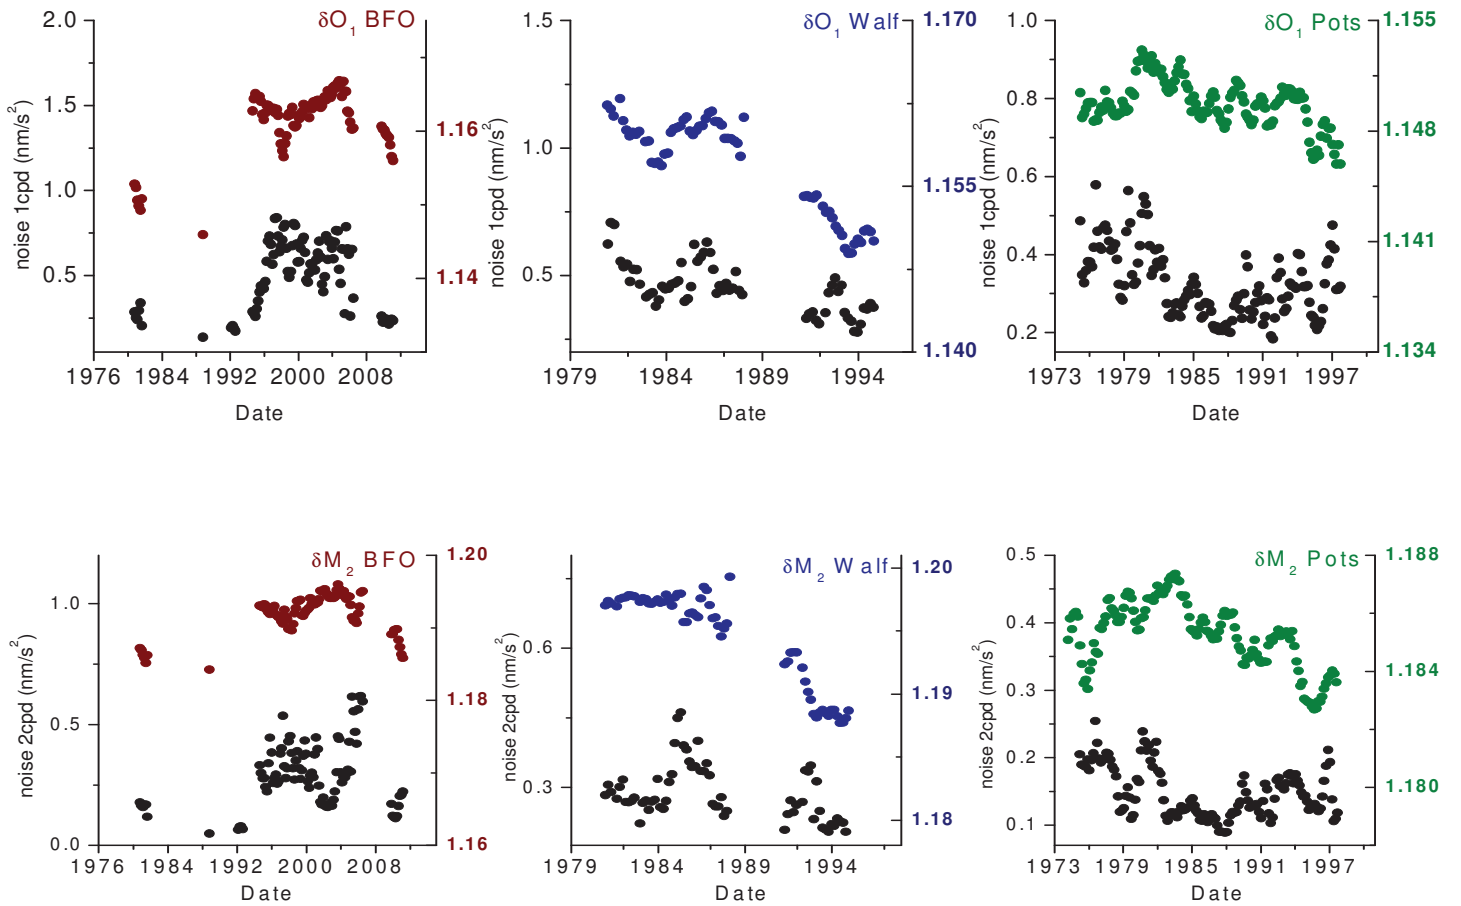 δO₁ BFO
2.0
1.5
1.0
0.5
noise 1cpd (nm/s²)
1.16
1.14
1976 1984 1992 2000 2008
Date
δO₁ Walf
1.5
1.0
0.5
noise 1cpd (nm/s²)
1.170
1.155
1.140
1979 1984 1989 1994
Date
δO₁ Pots
1.0
0.8
0.6
0.4
0.2
noise 1cpd (nm/s²)
1.155
1.148
1.141
1.134
1973 1979 1985 1991 1997
Date
δM₂ BFO
1.0
0.5
0.0
noise 2cpd (nm/s²)
1.20
1.18
1.16
1976 1984 1992 2000 2008
Date
δM₂ Walf
0.6
0.3
noise 2cpd (nm/s²)
1.20
1.19
1.18
1979 1984 1989 1994
Date
δM₂ Pots
0.5
0.4
0.3
0.2
0.1
noise 2cpd (nm/s²)
1.188
1.184
1.180
1973 1979 1985 1991 1997
Date